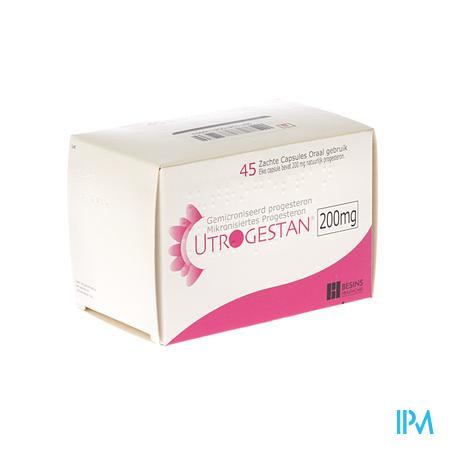 45 Zachte Capsules Oraal gebruik
Elke capsule bevat 200 mg natuurlijk progesteron.
Gemicroniseerd progesteron
Mikronisiertes Progesteron
UTROGESTAN® 200mg
BESINS
HEALTHCARE
IPM